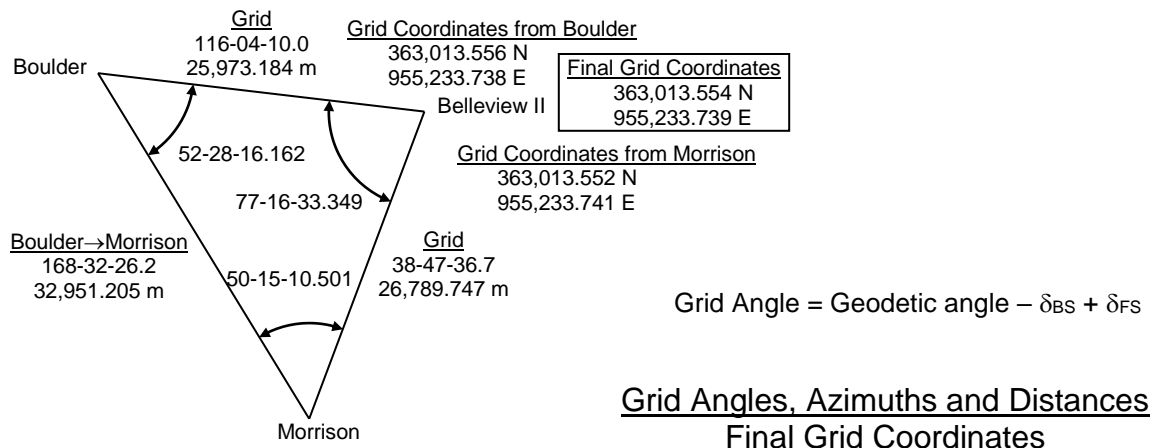 Grid
116-04-10.0
25,973.184 m
Grid Coordinates from Boulder
363,013.556 N
955,233.738 E
Boulder
Final Grid Coordinates
363,013.554 N
955,233.739 E
Belleview II
52-28-16.162
Grid Coordinates from Morrison
363,013.552 N
955,233.741 E
77-16-33.349
Boulder→Morrison
168-32-26.2
32,951.205 m
50-15-10.501
Grid
38-47-36.7
26,789.747 m
Grid Angle = Geodetic angle – δBS + δFS
Grid Angles, Azimuths and Distances
Final Grid Coordinates
Morrison